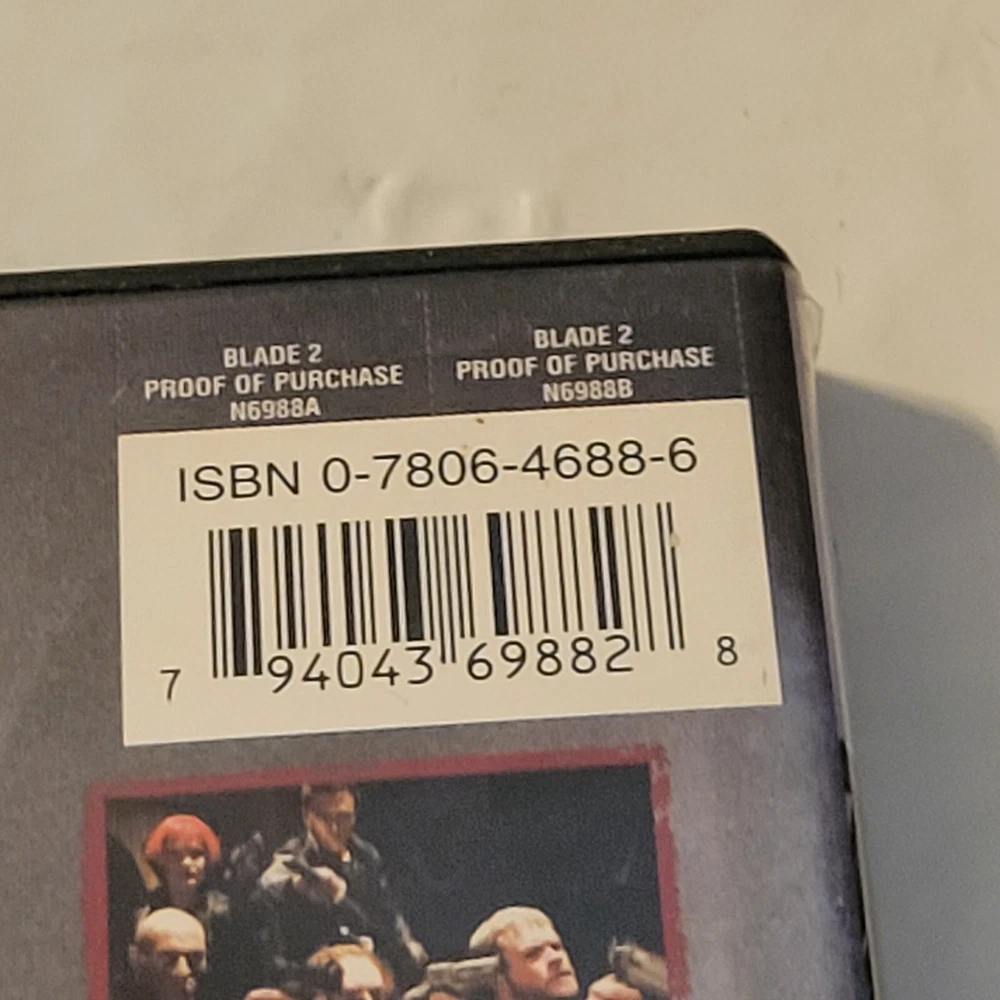 BLADE 2
PROOF OF PURCHASE
N6988A
BLADE 2
PROOF OF PURCHASE
N6988B
ISBN 0-7806-4688-6
7 94043 69882 8